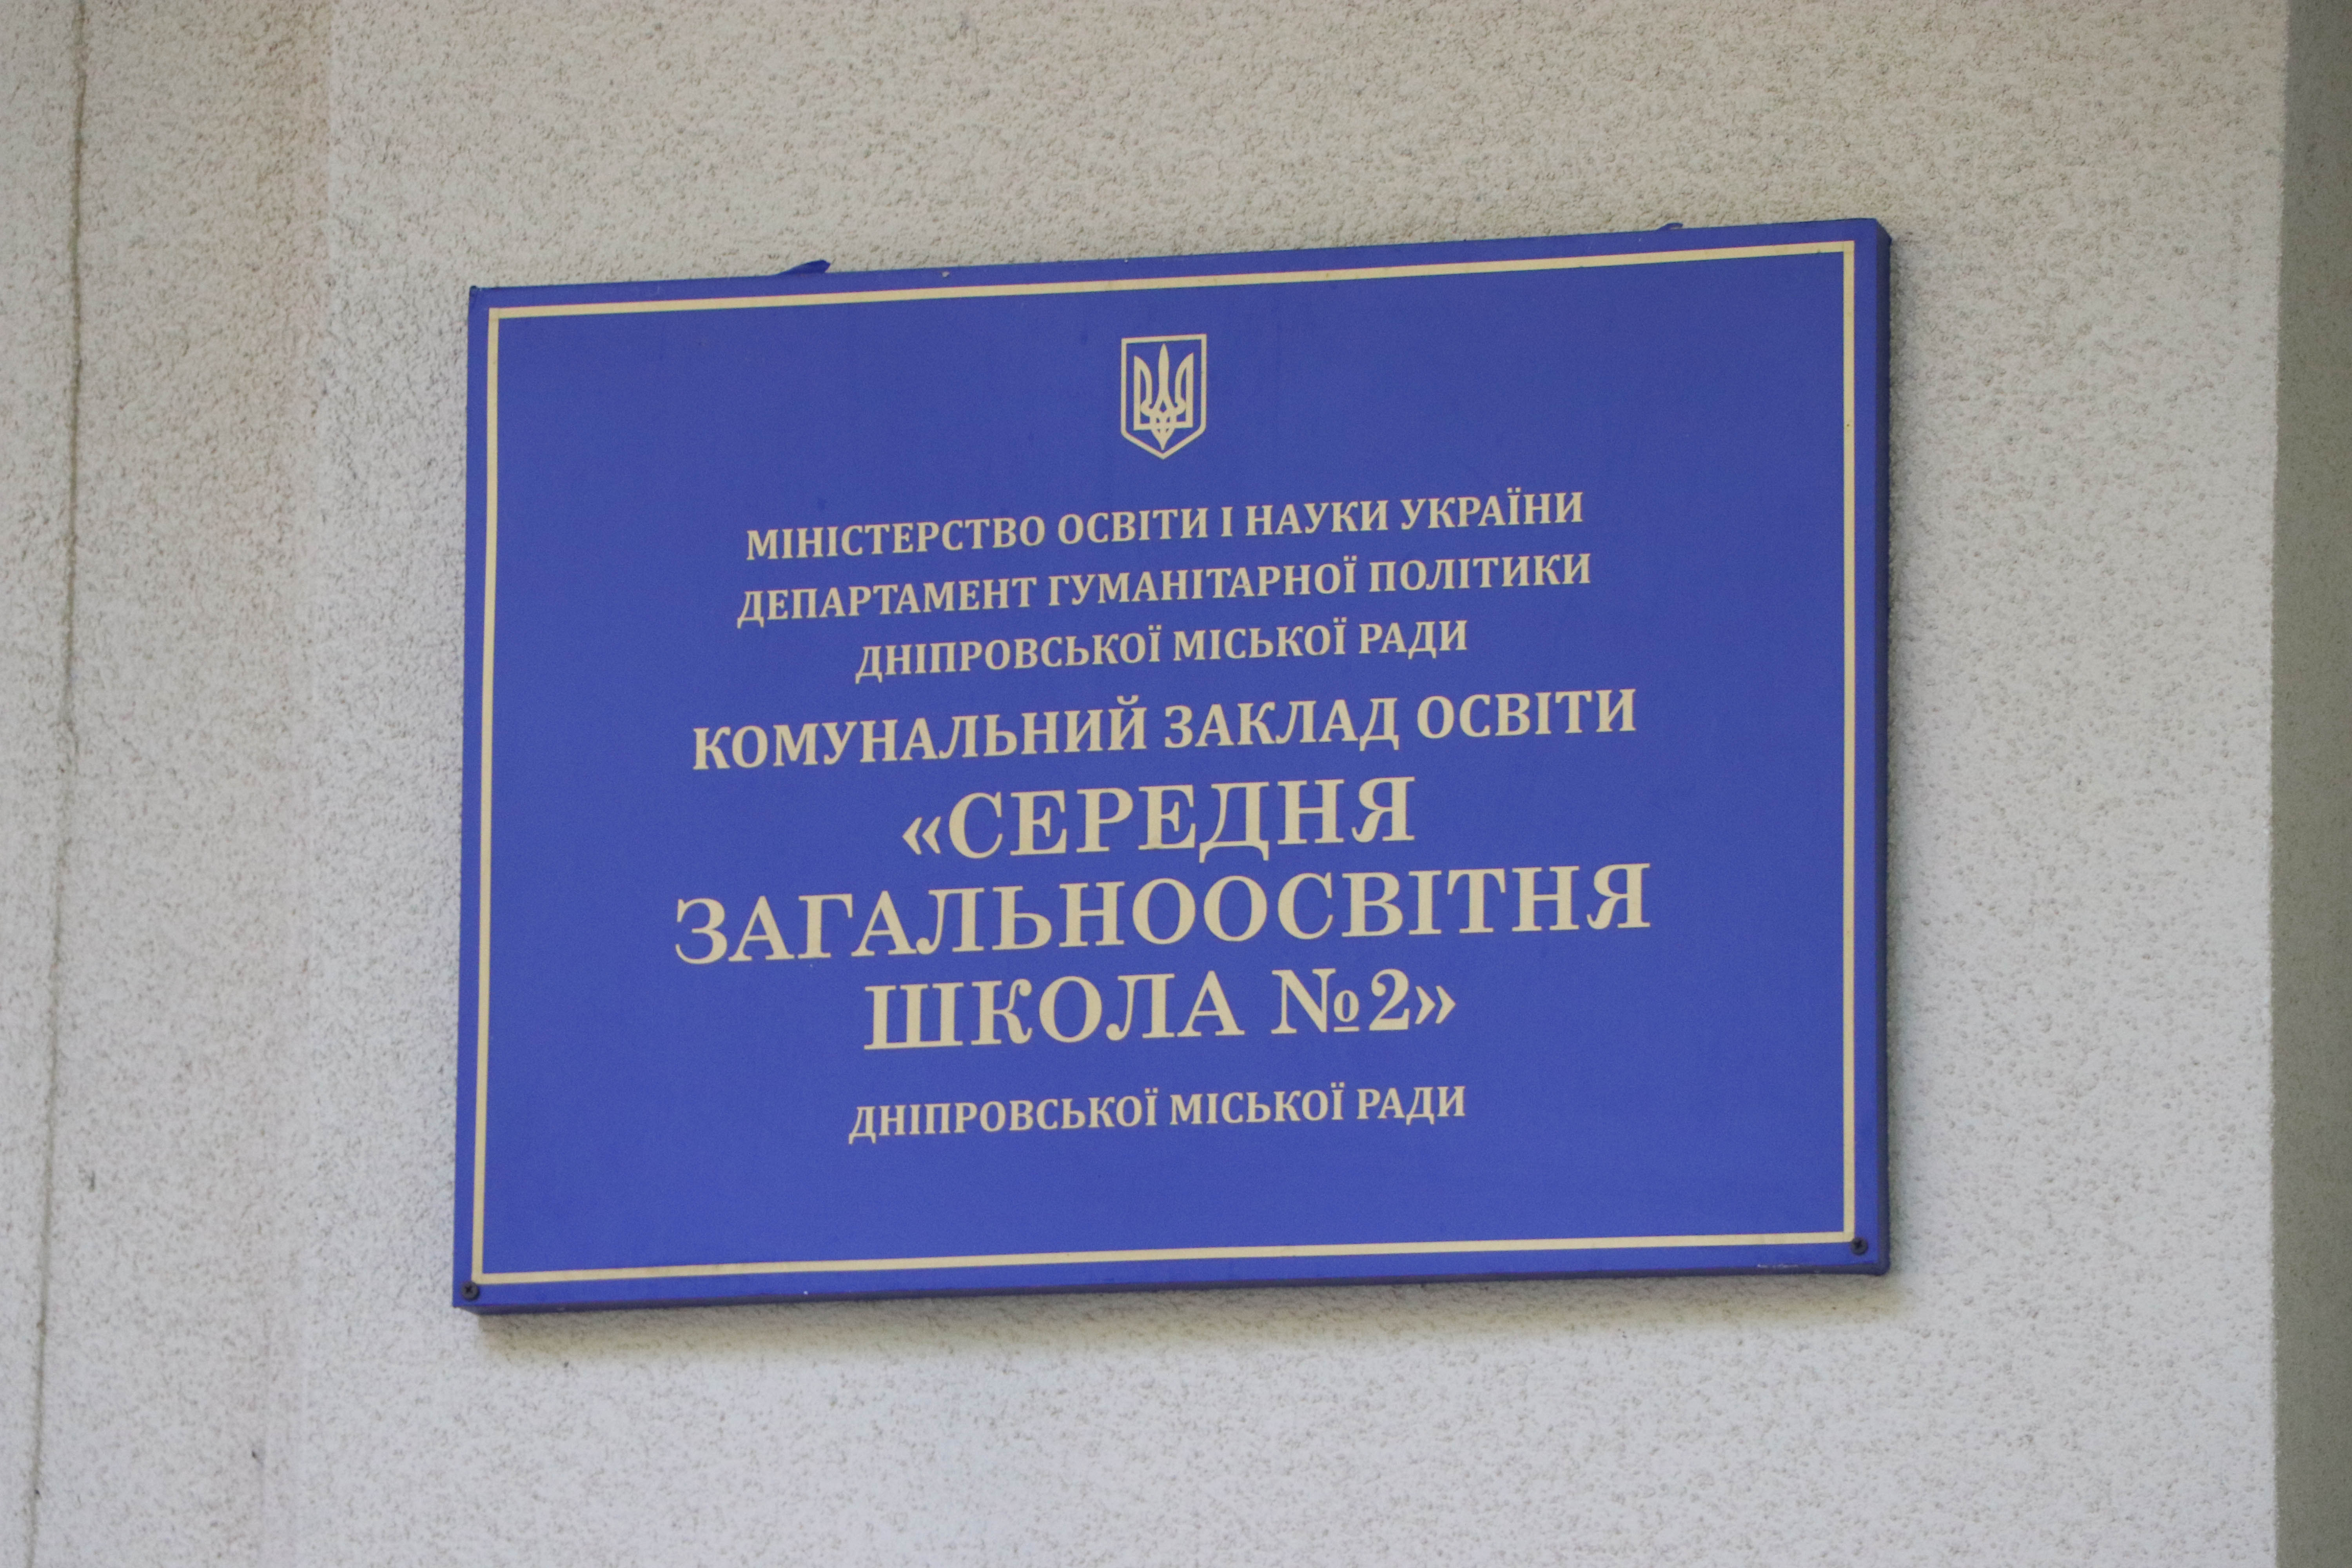 МІНІСТЕРСТВО ОСВІТИ І НАУКИ УКРАЇНИ
ДЕПАРТАМЕНТ ГУМАНІТАРНОЇ ПОЛІТИКИ
ДНІПРОВСЬКОЇ МІСЬКОЇ РАДИ
КОМУНАЛЬНИЙ ЗАКЛАД ОСВІТИ
«СЕРЕДНЯ
ЗАГАЛЬНООСВІТНЯ
ШКОЛА №2»
ДНІПРОВСЬКОЇ МІСЬКОЇ РАДИ